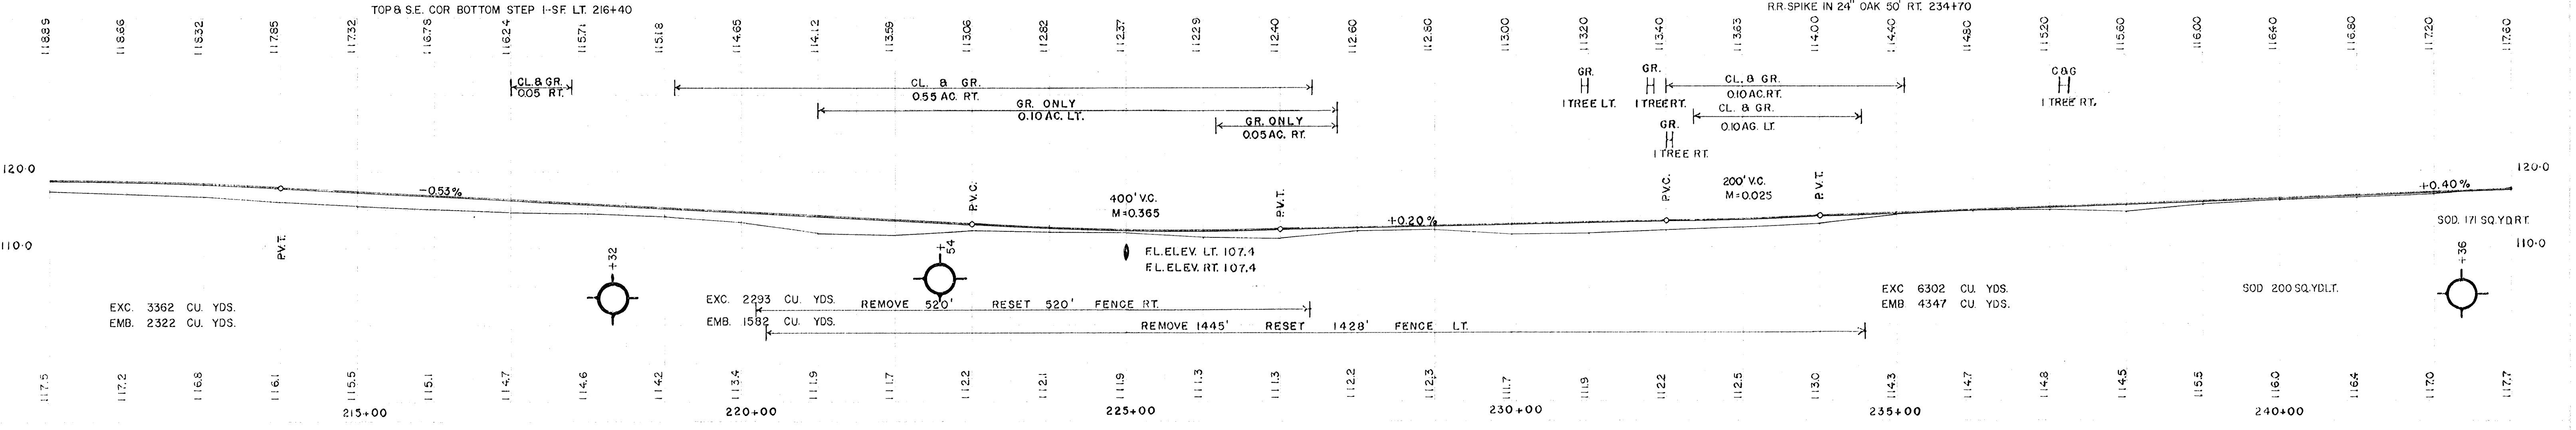 TOP & S.E. COR BOTTOM STEP 1-SF. LT. 216+40
R.R. SPIKE IN 24" OAK 50' RT. 234+70
118.89 118.66 118.32 117.85 117.32 116.78 116.24 115.71 115.18 114.65 114.12 113.59 113.06 112.82 112.37 112.29 112.40 112.60 112.80 113.00 113.20 113.40 113.63 114.00 114.40 114.80 115.20 115.60 116.00 116.40 116.80 117.20 117.60
CL. & GR.
0.05 RT.
CL. & GR.
0.55 AC. RT.
GR. ONLY
0.10 AC. LT.
GR. ONLY
0.05 AC. RT.
GR.
1 TREE LT.
GR.
1 TREE RT.
GR.
1 TREE RT.
CL. & GR.
0.10 AC. RT.
CL. & GR.
0.10 AC. LT.
C & G
1 TREE RT.
120.0
120.0
-0.53%
P.V.C.
400' V.C.
M=0.365
P.V.T.
+0.20%
P.V.C.
200' V.C.
M=0.025
P.V.T.
+0.40%
SOD. 171 SQ. YD RT.
110.0
110.0
P.V.T.
+32
+54
F.L. ELEV. LT. 107.4
F.L. ELEV. RT. 107.4
+36
EXC. 3362 CU. YDS.
EMB. 2322 CU. YDS.
EXC. 2293 CU. YDS.
EMB. 1582 CU. YDS.
REMOVE 520' RESET 520' FENCE RT.
REMOVE 1445' RESET 1428' FENCE LT.
EXC 6302 CU. YDS.
EMB 4347 CU. YDS.
SOD 200 SQ. YD LT.
117.5 117.2 116.8 116.1 115.5 115.1 114.7 114.6 114.2 113.4 111.9 111.7 112.2 112.1 111.9 111.3 111.3 112.2 112.3 111.7 111.9 112.2 112.5 113.0 114.3 114.7 114.8 114.5 115.5 116.0 116.4 117.0 117.7
215+00 220+00 225+00 230+00 235+00 240+00